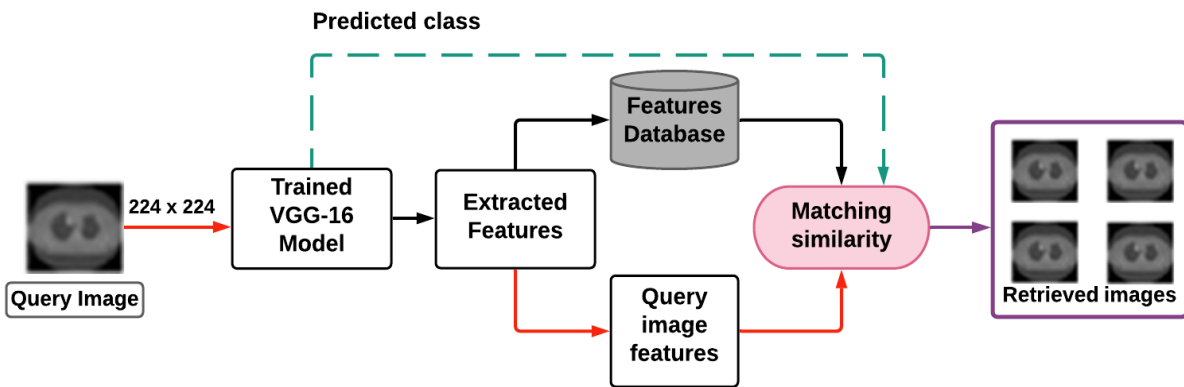 Predicted class
Features
Database
224 x 224
Trained
VGG-16
Model
Extracted
Features
Matching
similarity
Query Image
Query
image
features
Retrieved images